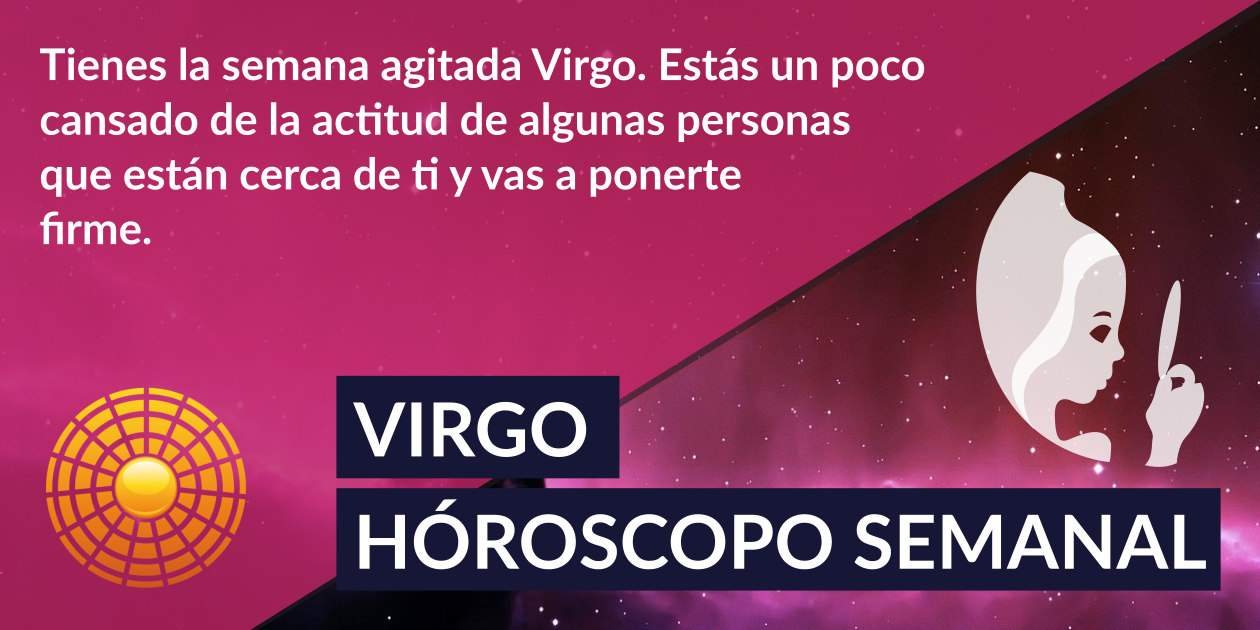 Tienes la semana agitada Virgo. Estás un poco
cansado de la actitud de algunas personas
que están cerca de ti y vas a ponerte
firme.
VIRGO
HÓROSCOPO SEMANAL